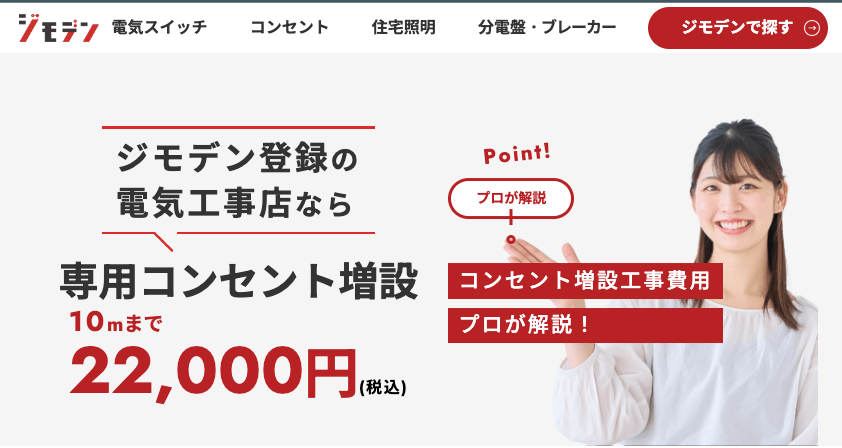 ジモデン 電気スイッチ コンセント 住宅照明 分電盤・ブレーカー ジモデンで探す
ジモデン登録の
電気工事店なら
専用コンセント増設
10mまで
22,000円(税込)
Point!
プロが解説
コンセント増設工事費用
プロが解説!